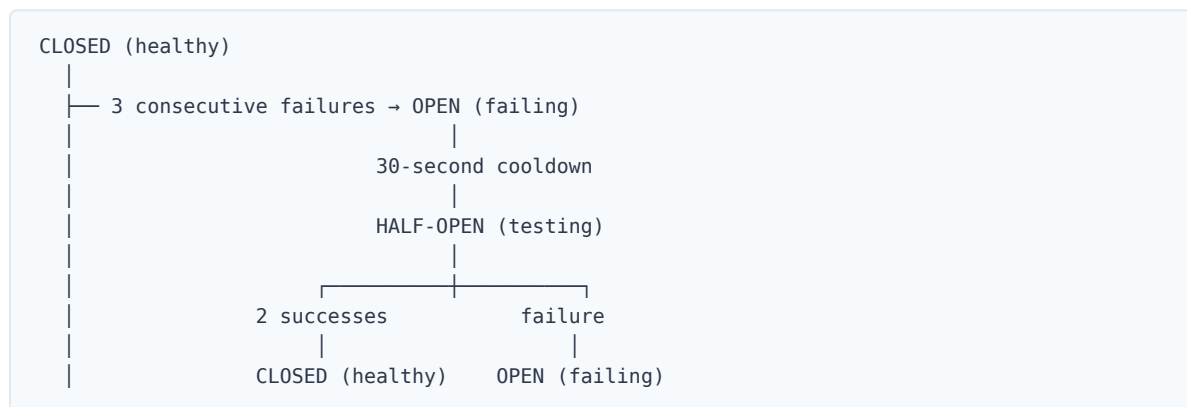 CLOSED (healthy)
3 consecutive failures → OPEN (failing)
30-second cooldown
HALF-OPEN (testing)
2 successes failure
CLOSED (healthy) OPEN (failing)